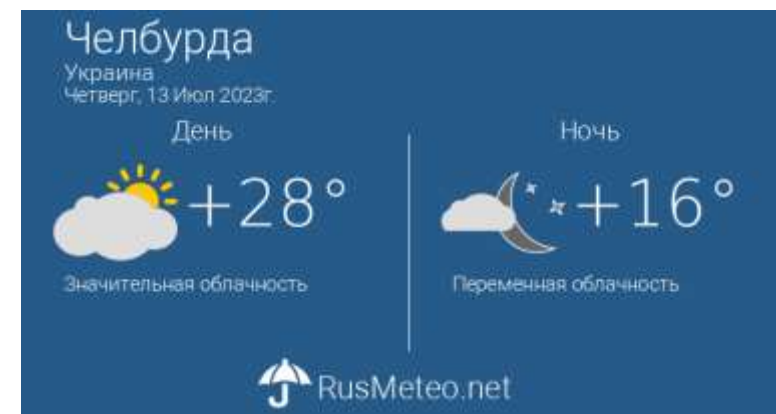 Челбурда
Украина
Четверг, 13 Июл 2023г.
День
Ночь
+28°
+16°
Значительная облачность
Переменная облачность
RusMeteo.net